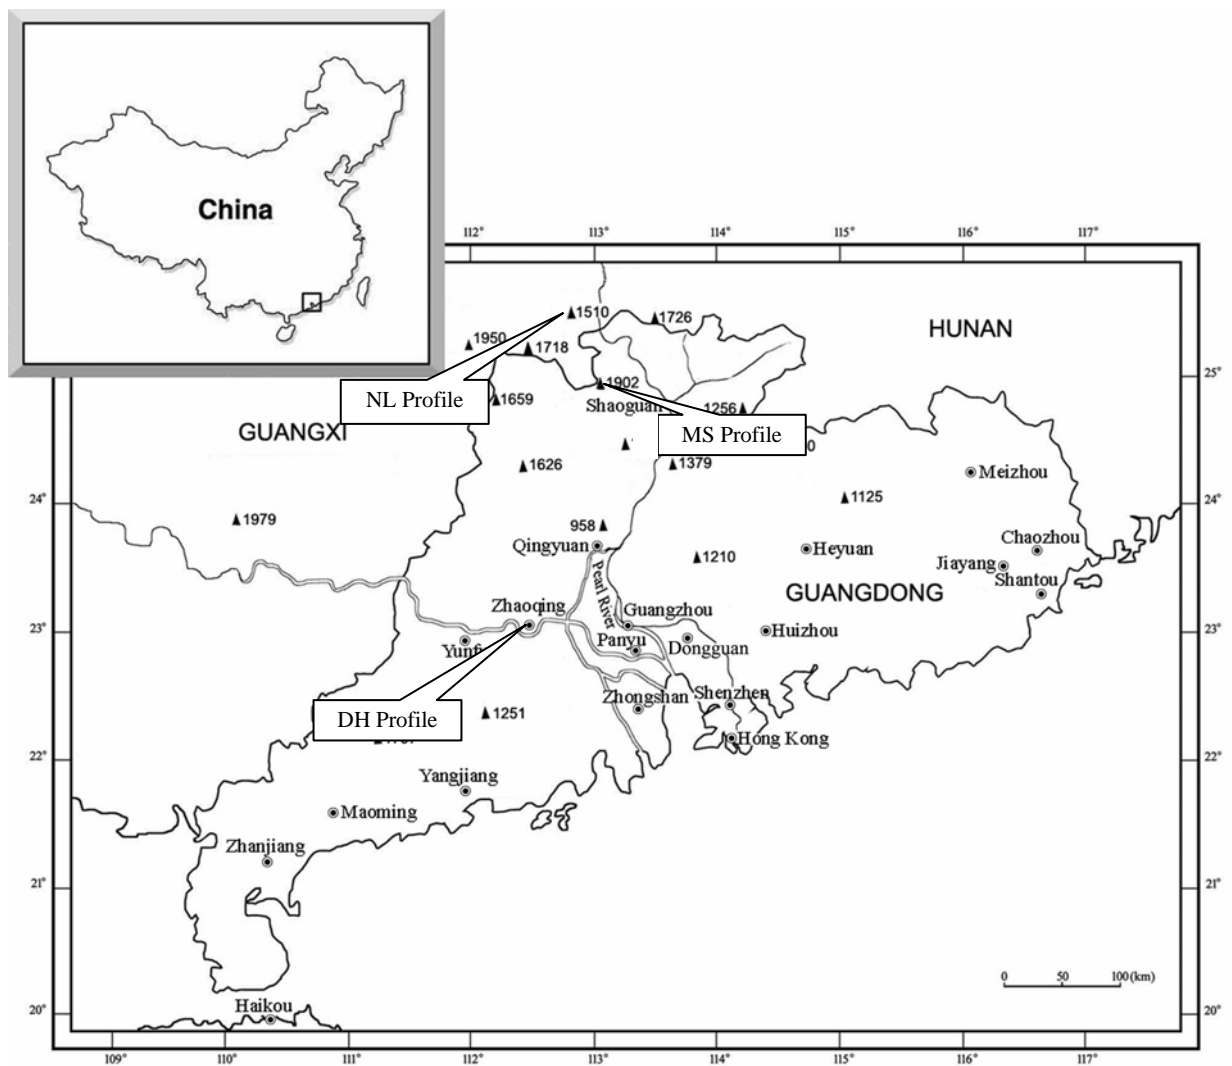 China
112°
113°
114°
115°
116°
117°
1510
1726
HUNAN
1950
1718
25°
1902
25°
NL Profile
1659
Shaoguan
1256
MS Profile
GUANGXI
0
1626
1379
Meizhou
24°
1125
24°
1979
958
Chaozhou
Qingyuan
Heyuan
1210
Jiayang
Shantou
Pearl River
GUANGDONG
Zhaoqing
Guangzhou
23°
Huizhou
23°
Panyu
Dongguan
Zhongshan
Shenzhen
DH Profile
1251
Hong Kong
22°
22°
Yangjiang
Maoming
Zhanjiang
21°
21°
0 50 100 (km)
Haikou
20°
20°
109°
110°
111°
112°
113°
114°
115°
116°
117°